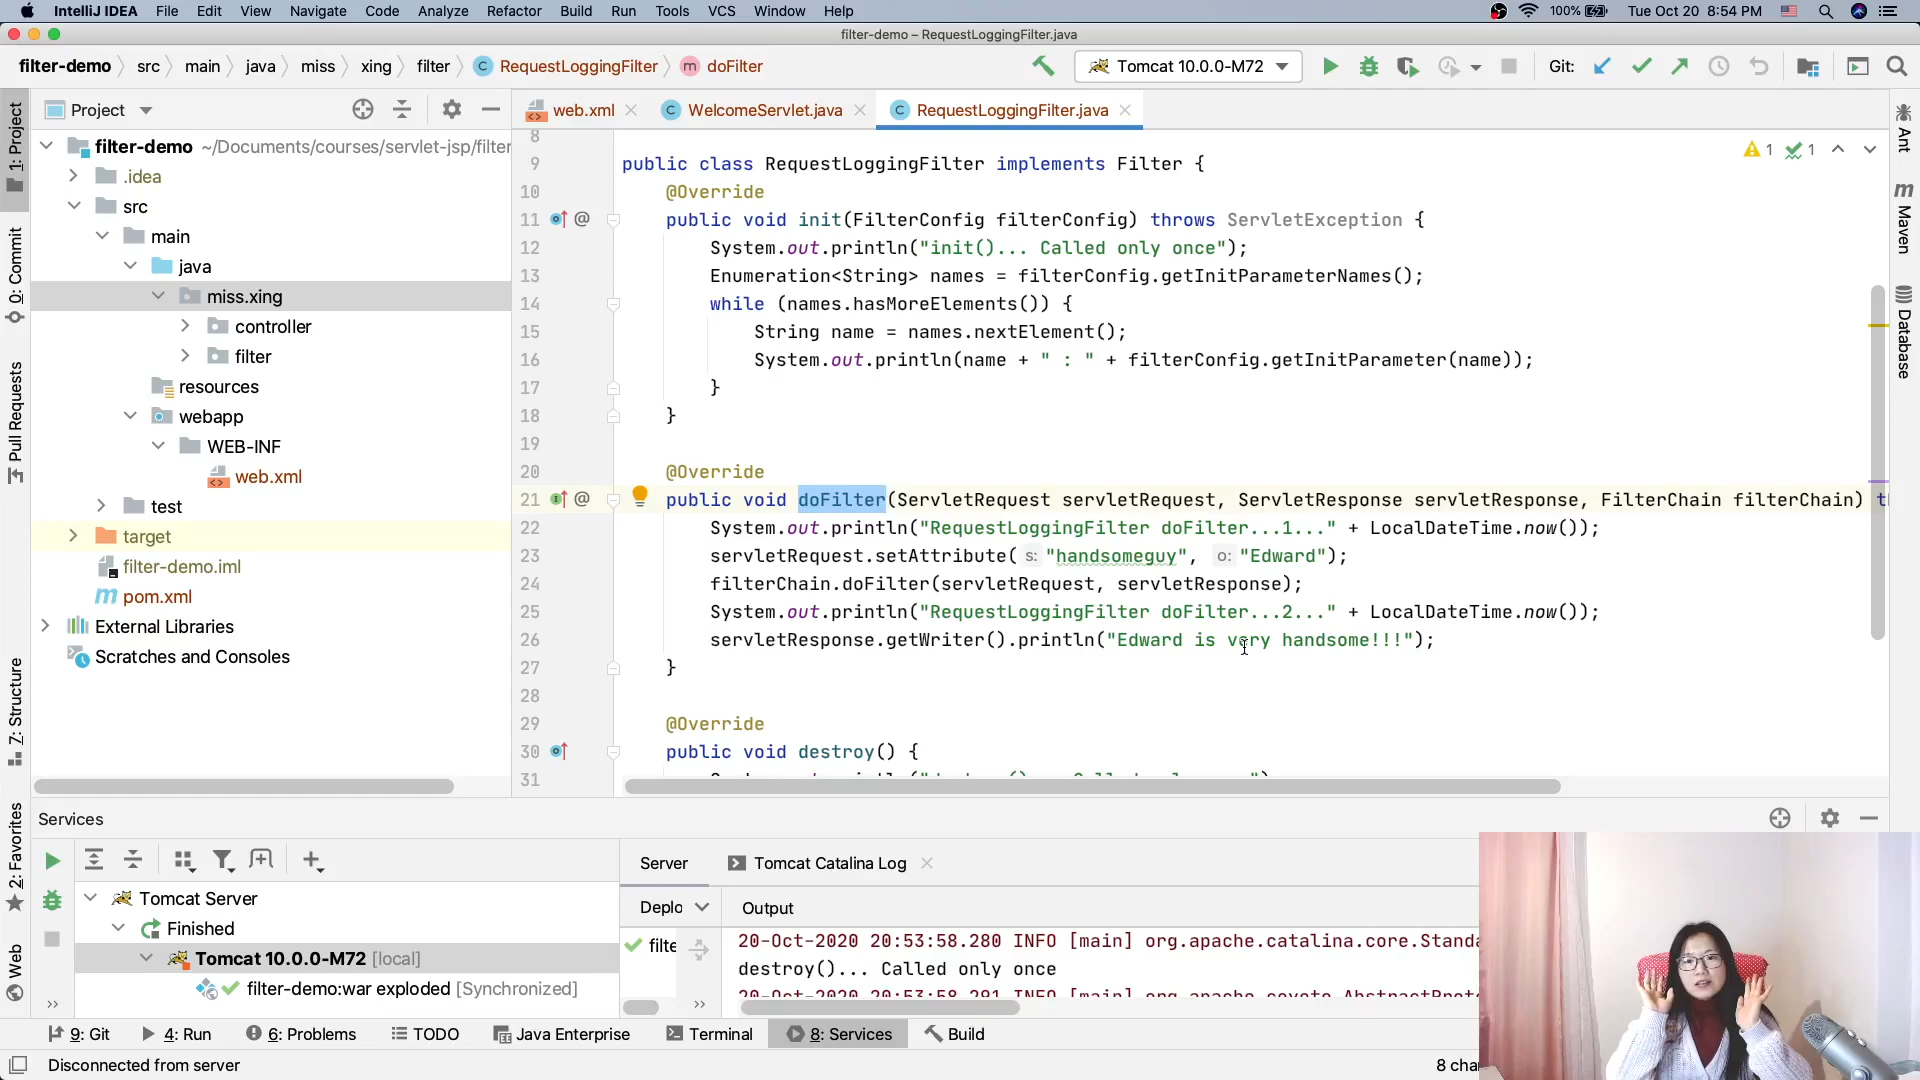 IntelliJ IDEA File Edit View Navigate Code Analyze Refactor Build Run Tools VCS Window Help 100% Tue Oct 20 8:54 PM
filter-demo – RequestLoggingFilter.java
filter-demo src main java miss xing filter C RequestLoggingFilter m doFilter Tomcat 10.0.0-M72 Git:
1: Project
0: Commit
Pull Requests
7: Structure
2: Favorites
Web
Project
filter-demo ~/Documents/courses/servlet-jsp/filter
.idea
src
main
java
miss.xing
controller
filter
resources
webapp
WEB-INF
web.xml
test
target
filter-demo.iml
pom.xml
External Libraries
Scratches and Consoles
web.xml WelcomeServlet.java RequestLoggingFilter.java
1 1
8
9 public class RequestLoggingFilter implements Filter {
10 @Override
11 public void init(FilterConfig filterConfig) throws ServletException {
12 System.out.println("init()... Called only once");
13 Enumeration<String> names = filterConfig.getInitParameterNames();
14 while (names.hasMoreElements()) {
15 String name = names.nextElement();
16 System.out.println(name + " : " + filterConfig.getInitParameter(name));
17 }
18 }
19
20 @Override
21 public void doFilter(ServletRequest servletRequest, ServletResponse servletResponse, FilterChain filterChain) th
22 System.out.println("RequestLoggingFilter doFilter...1..." + LocalDateTime.now());
23 servletRequest.setAttribute( s: "handsomeguy", o: "Edward");
24 filterChain.doFilter(servletRequest, servletResponse);
25 System.out.println("RequestLoggingFilter doFilter...2..." + LocalDateTime.now());
26 servletResponse.getWriter().println("Edward is very handsome!!!");
27 }
28
29 @Override
30 public void destroy() {
31
Ant
Maven
Database
Services
Tomcat Server
Finished
Tomcat 10.0.0-M72 [local]
filter-demo:war exploded [Synchronized]
Server Tomcat Catalina Log
Deplo Output
filte
20-Oct-2020 20:53:58.280 INFO [main] org.apache.catalina.core.Standa
destroy()... Called only once
20-Oct-2020 20:53:58.291 INFO [main] org.apache.coyote.AbstractProto
9: Git 4: Run 6: Problems TODO Java Enterprise Terminal 8: Services Build
Disconnected from server 8 cha